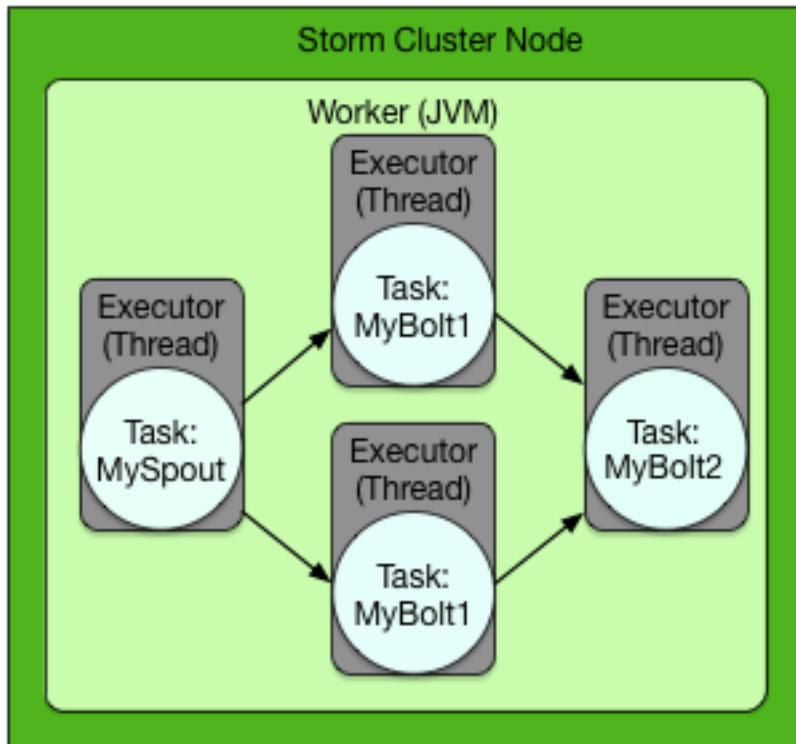 Storm Cluster Node
Worker (JVM)
Executor
(Thread)
Task:
MyBolt1
Executor
(Thread)
Task:
MySpout
Executor
(Thread)
Task:
MyBolt1
Executor
(Thread)
Task:
MyBolt2